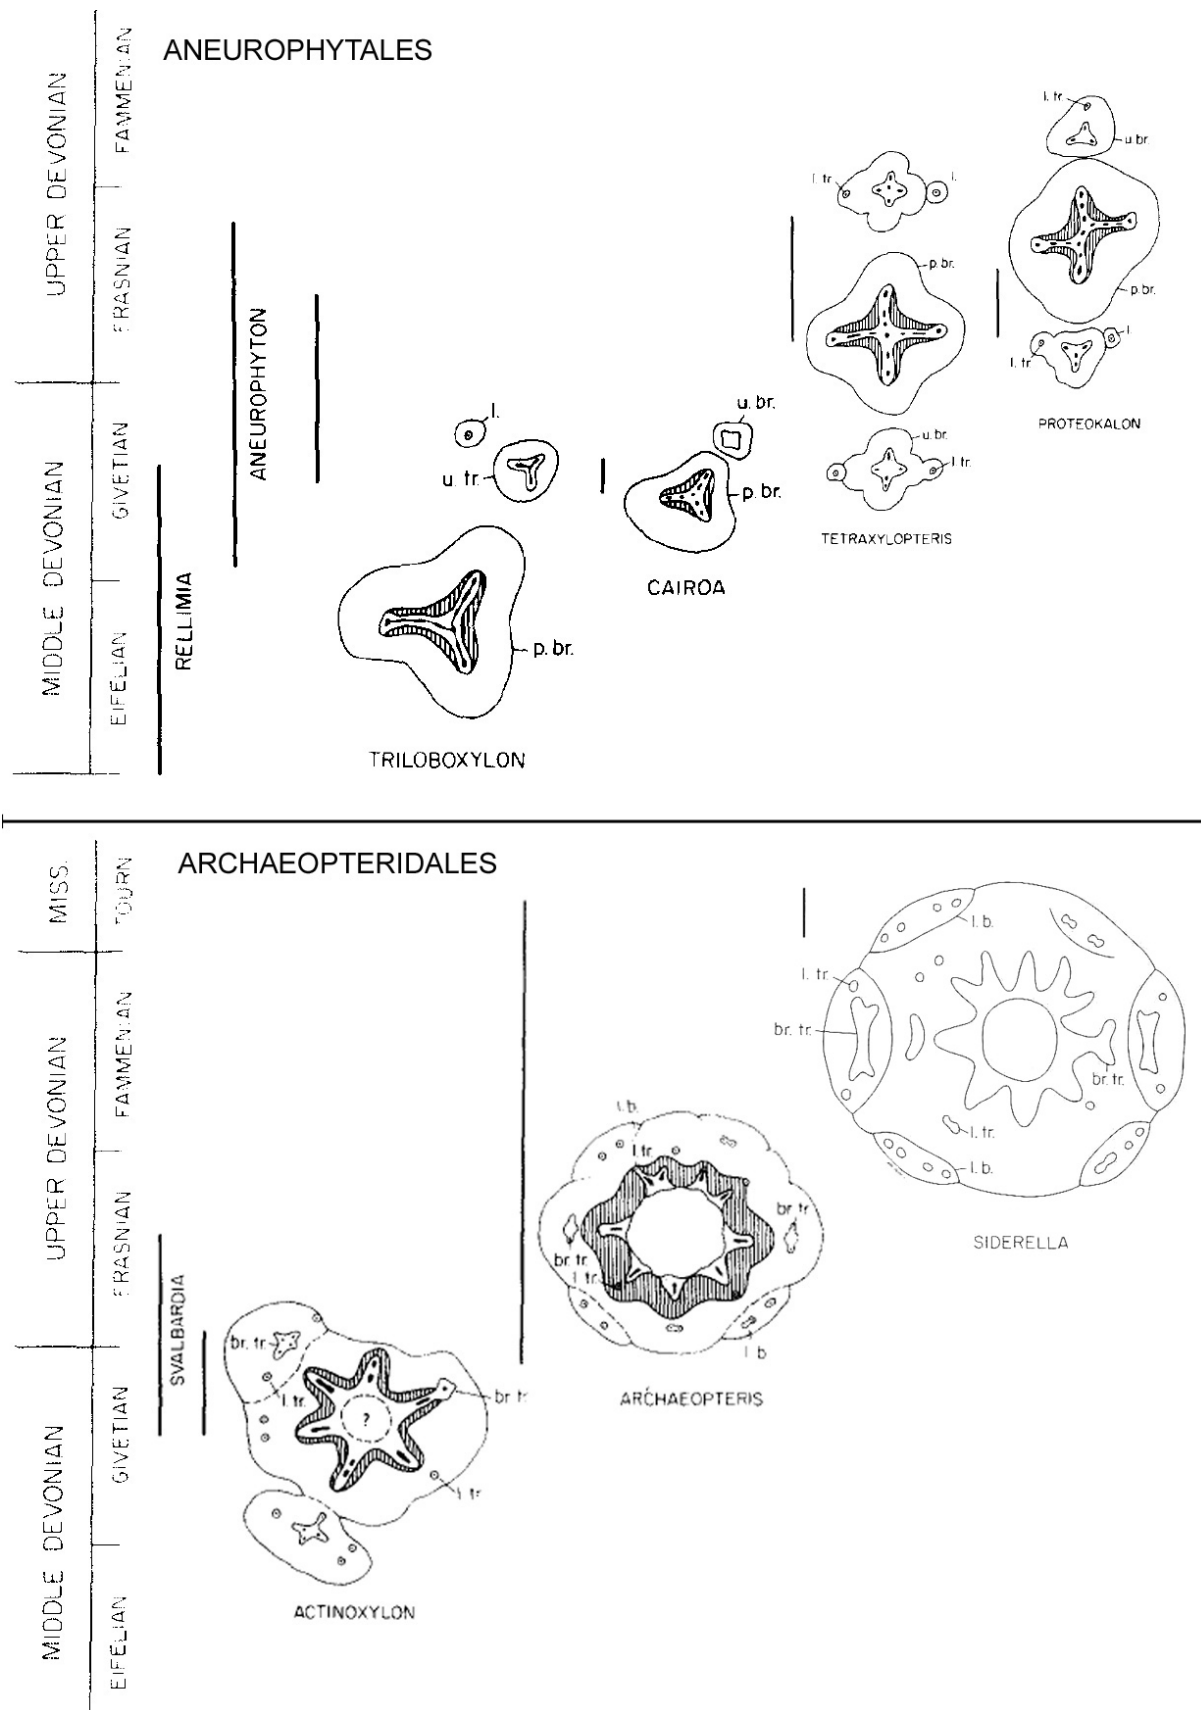 ANEUROPHYTALES
UPPER DEVONIAN
FAMMENIAN
FRASNIAN
MIDDLE DEVONIAN
GIVETIAN
EIFELIAN
RELLIMIA
ANEUROPHYTON
l.
u. tr.
p. br.
TRILOBOXYLON
u. br.
p. br.
CAIROA
l. tr.
l.
p. br.
u. br.
l. tr.
TETRAXYLOPTERIS
l. tr.
u. br.
p. br.
l.
l. tr.
PROTEOKALON
ARCHAEOPTERIDALES
MISS.
TOURN
UPPER DEVONIAN
FAMMENIAN
FRASNIAN
MIDDLE DEVONIAN
GIVETIAN
EIFELIAN
SVALBARDIA
br. tr.
l. tr.
?
br tr
l. tr
ACTINOXYLON
l. b.
l. tr.
br. tr
br. tr.
l. tr.
l b
ARCHAEOPTERIS
l. b.
l. tr.
br. tr.
br. tr.
l. tr.
l. b.
SIDERELLA